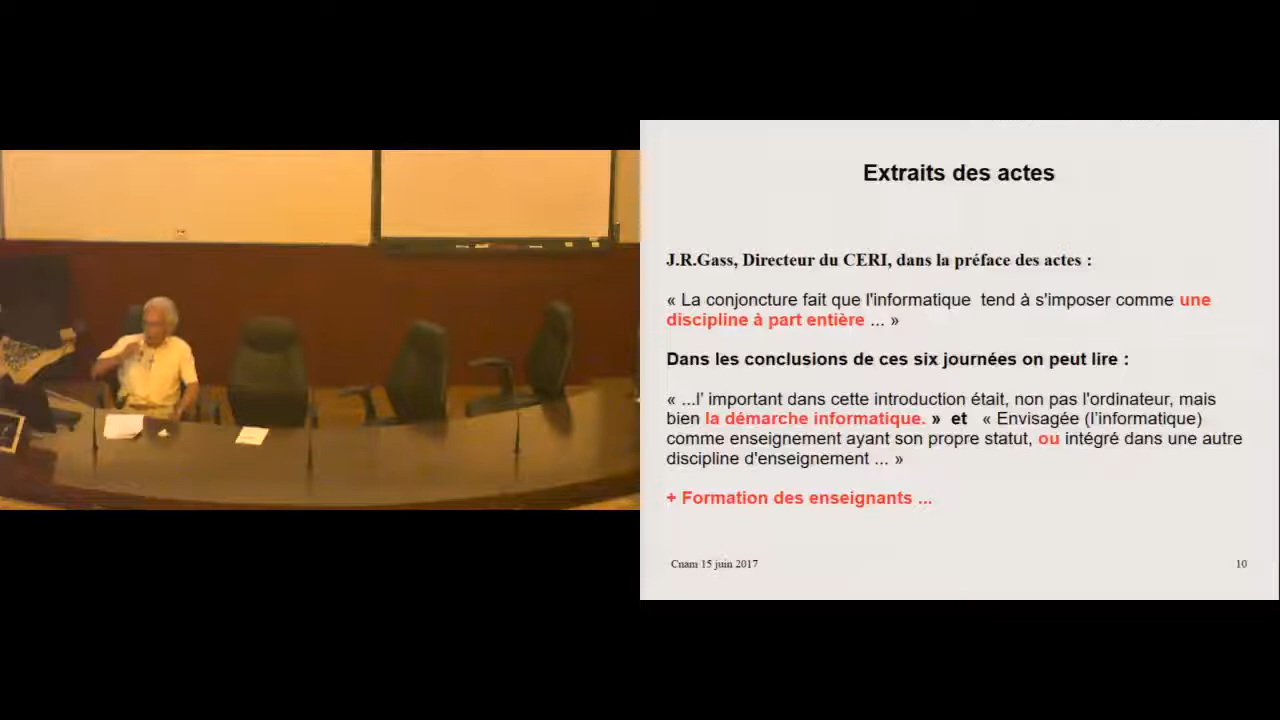 Extraits des actes
J.R.Gass, Directeur du CERI, dans la préface des actes :
« La conjoncture fait que l'informatique  tend à s'imposer comme une
discipline à part entière ... »
Dans les conclusions de ces six journées on peut lire :
« ...l' important dans cette introduction était, non pas l'ordinateur, mais
bien la démarche informatique. »  et   « Envisagée (l'informatique)
comme enseignement ayant son propre statut, ou intégré dans une autre
discipline d'enseignement ... »
+ Formation des enseignants ...
Cnam 15 juin 2017
10